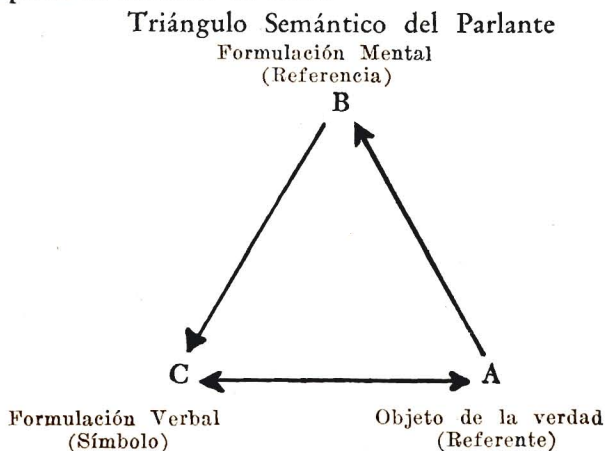 Triángulo Semántico del Parlante
Formulación Mental
(Referencia)
B
C
A
Formulación Verbal
(Símbolo)
Objeto de la verdad
(Referente)